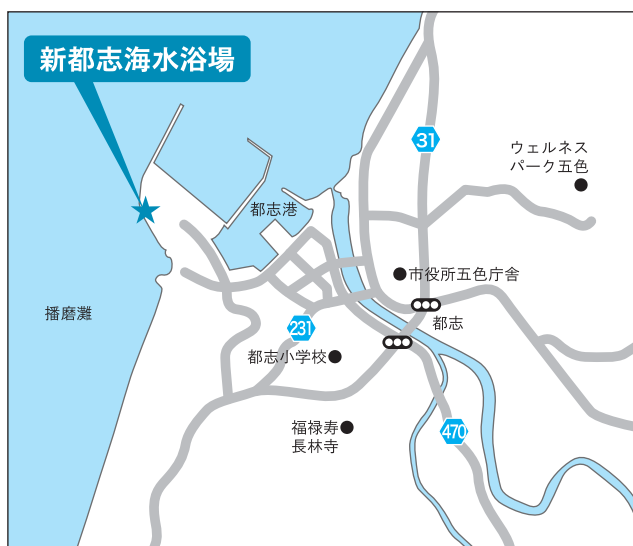 新都志海水浴場
31
ウェルネス
パーク五色
都志港
市役所五色庁舎
播磨灘
都志
231
都志小学校
福禄寿
長林寺
470